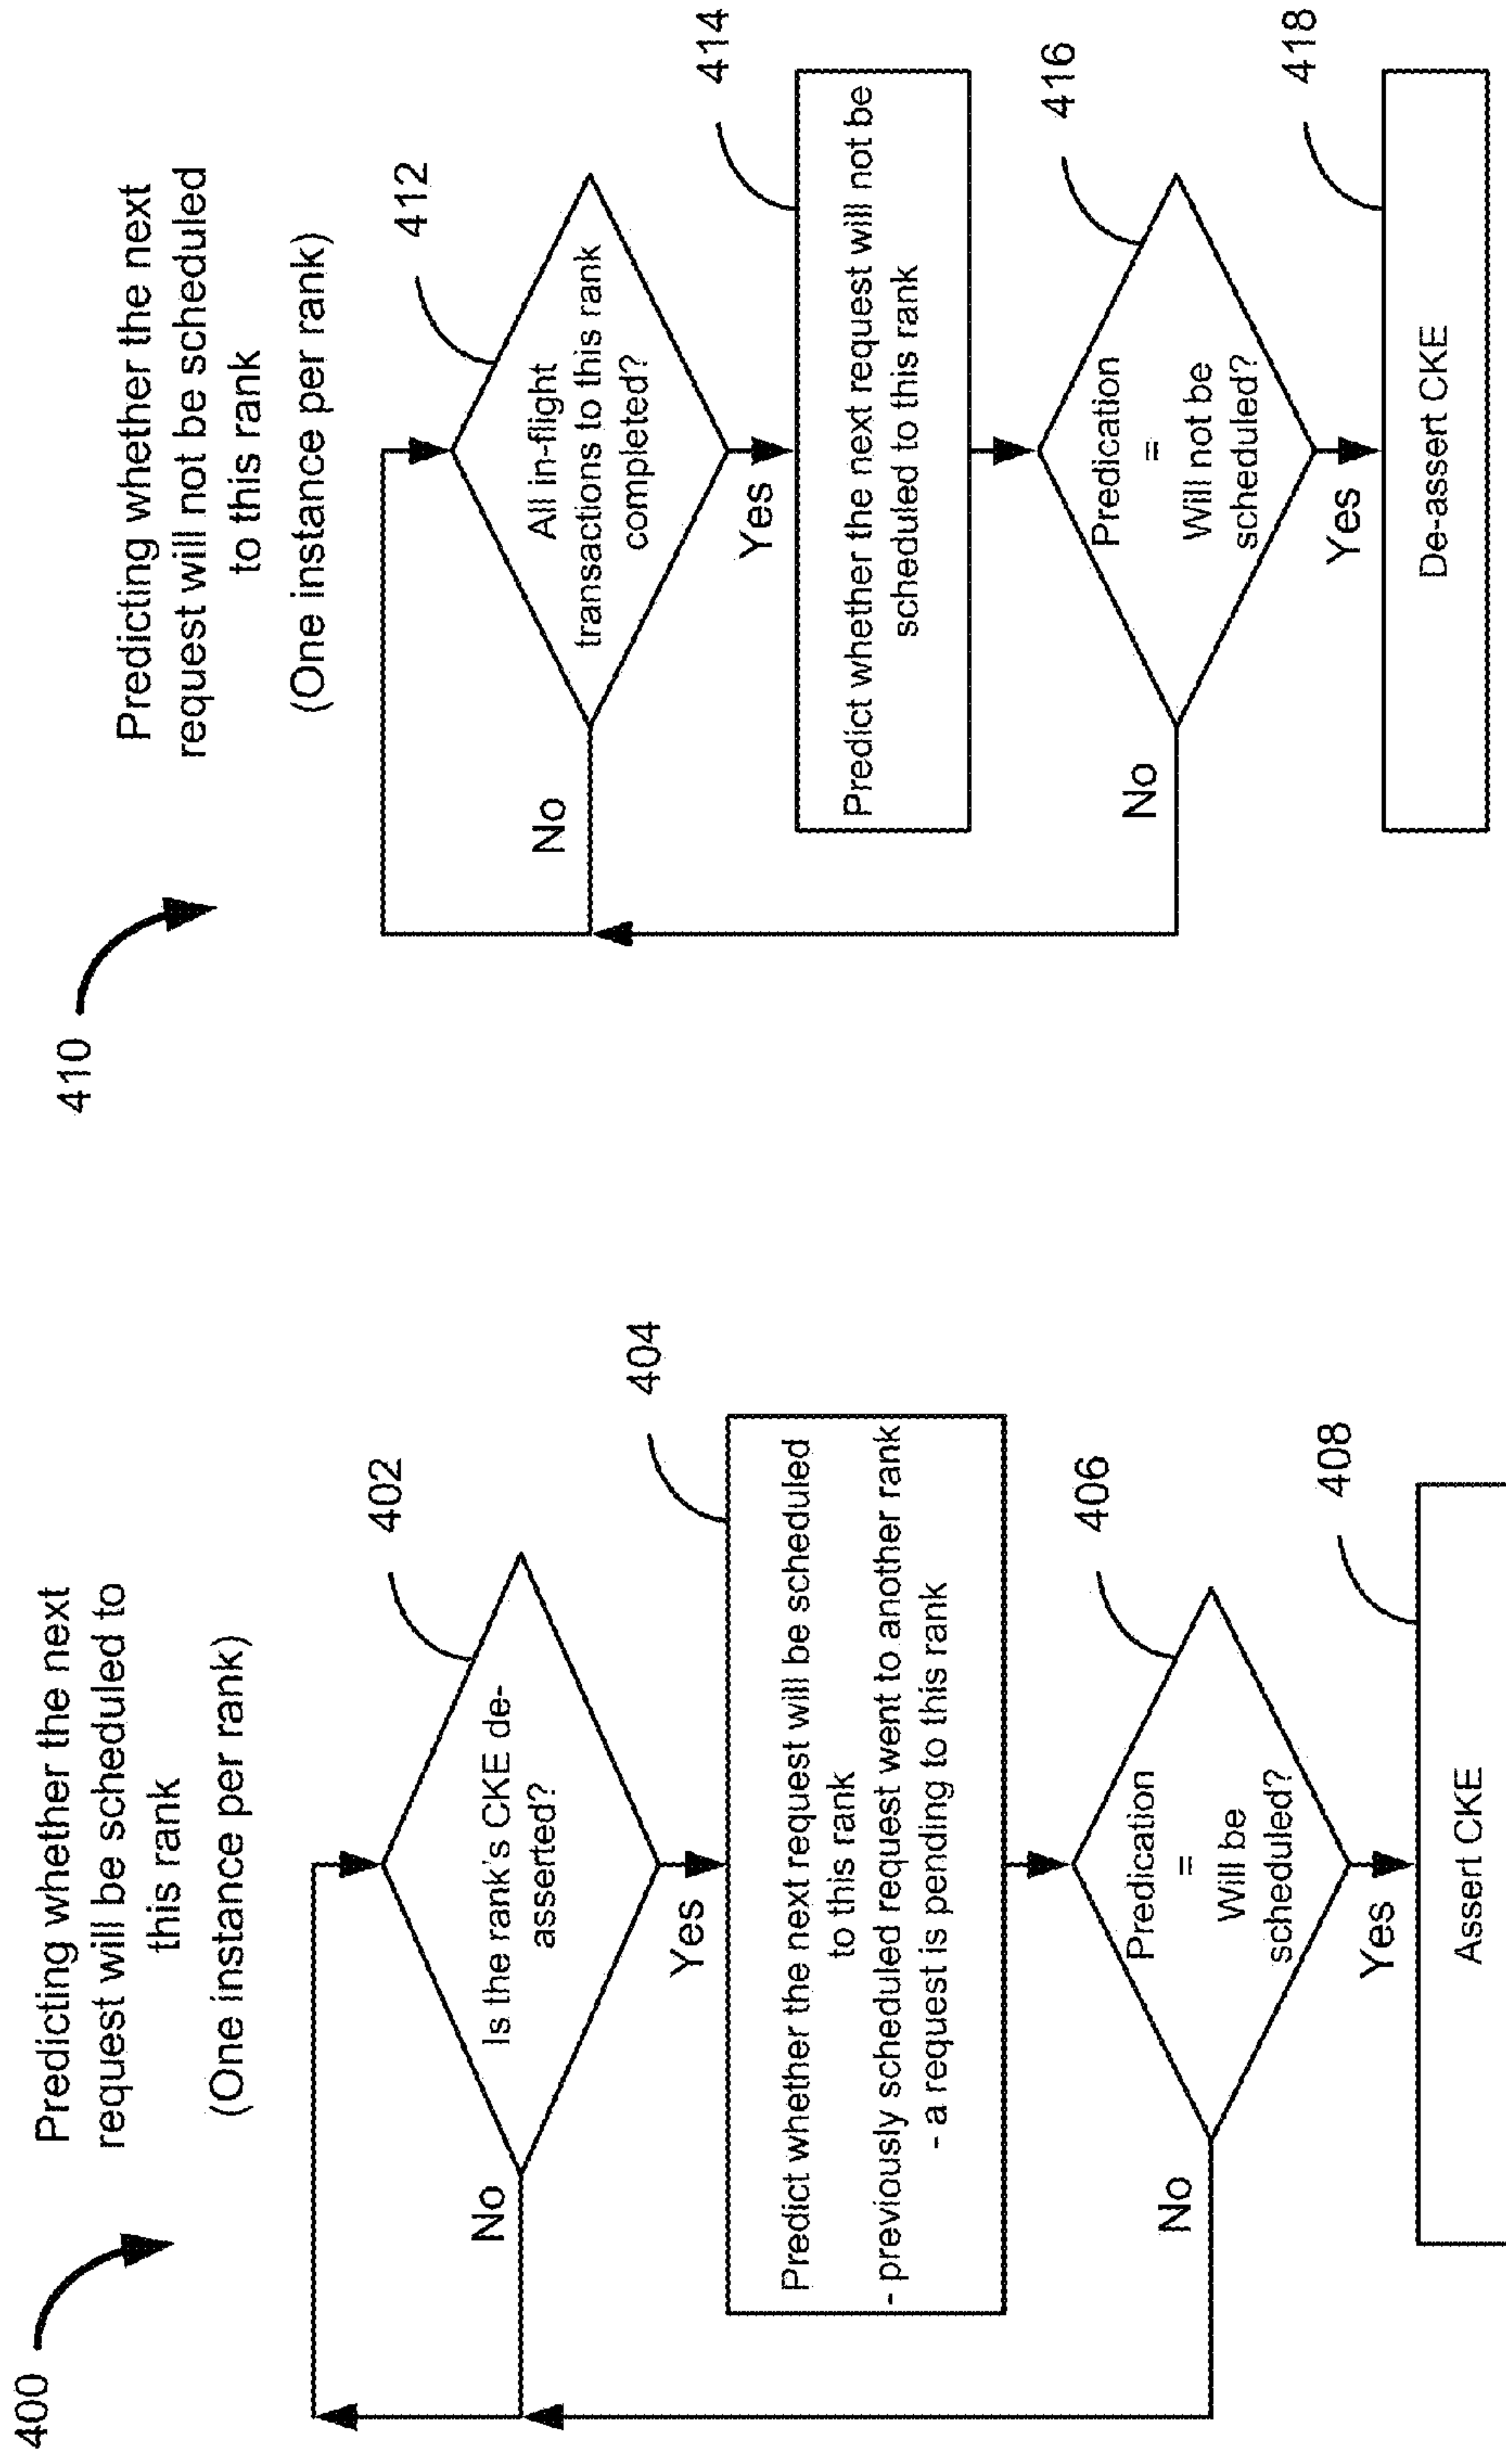 400
Predicting whether the next
request will be scheduled to
this rank
(One instance per rank)
402
Is the rank's CKE de-
asserted?
No
Yes
404
Predict whether the next request will be scheduled
to this rank
- previously scheduled request went to another rank
- a request is pending to this rank
406
Predication
=
Will be
scheduled?
No
Yes
408
Assert CKE
410
Predicting whether the next
request will not be scheduled
to this rank
(One instance per rank)
412
All in-flight
transactions to this rank
completed?
No
Yes
414
Predict whether the next request will not be
scheduled to this rank
416
Predication
=
Will not be
scheduled?
No
Yes
418
De-assert CKE